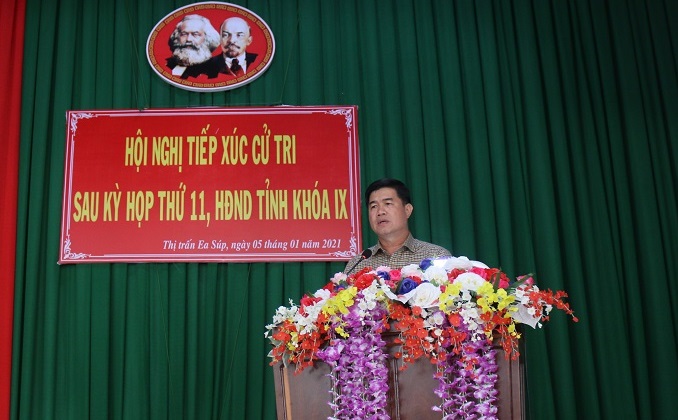 HỘI NGHỊ TIẾP XÚC CỬ TRI
SAU KỲ HỌP THỨ 11, HĐND TỈNH KHÓA IX
Thị trấn Ea Súp, ngày 05 tháng 01 năm 2021